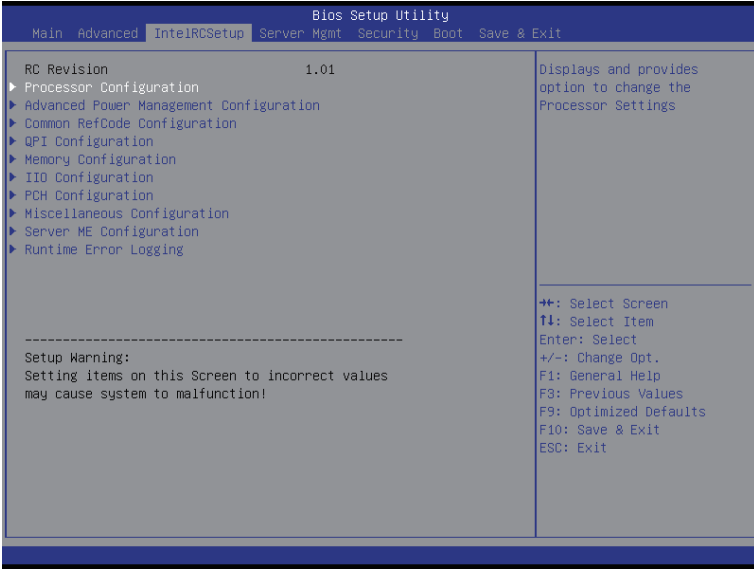 Bios Setup Utility
Main Advanced IntelRCSetup Server Mgmt Security Boot Save & Exit
RC Revision 1.01
Processor Configuration
Advanced Power Management Configuration
Common RefCode Configuration
QPI Configuration
Memory Configuration
IIO Configuration
PCH Configuration
Miscellaneous Configuration
Server ME Configuration
Runtime Error Logging
--------------------------------------------------
Setup Warning:
Setting items on this Screen to incorrect values
may cause system to malfunction!
Displays and provides
option to change the
Processor Settings
→←: Select Screen
↑↓: Select Item
Enter: Select
+/-: Change Opt.
F1: General Help
F3: Previous Values
F9: Optimized Defaults
F10: Save & Exit
ESC: Exit